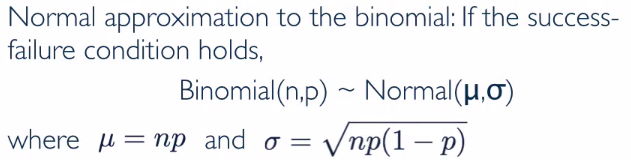 Normal approximation to the binomial: If the success-
failure condition holds,
Binomial(n,p) ~ Normal(μ,σ)
where μ = np and σ = √np(1 − p)